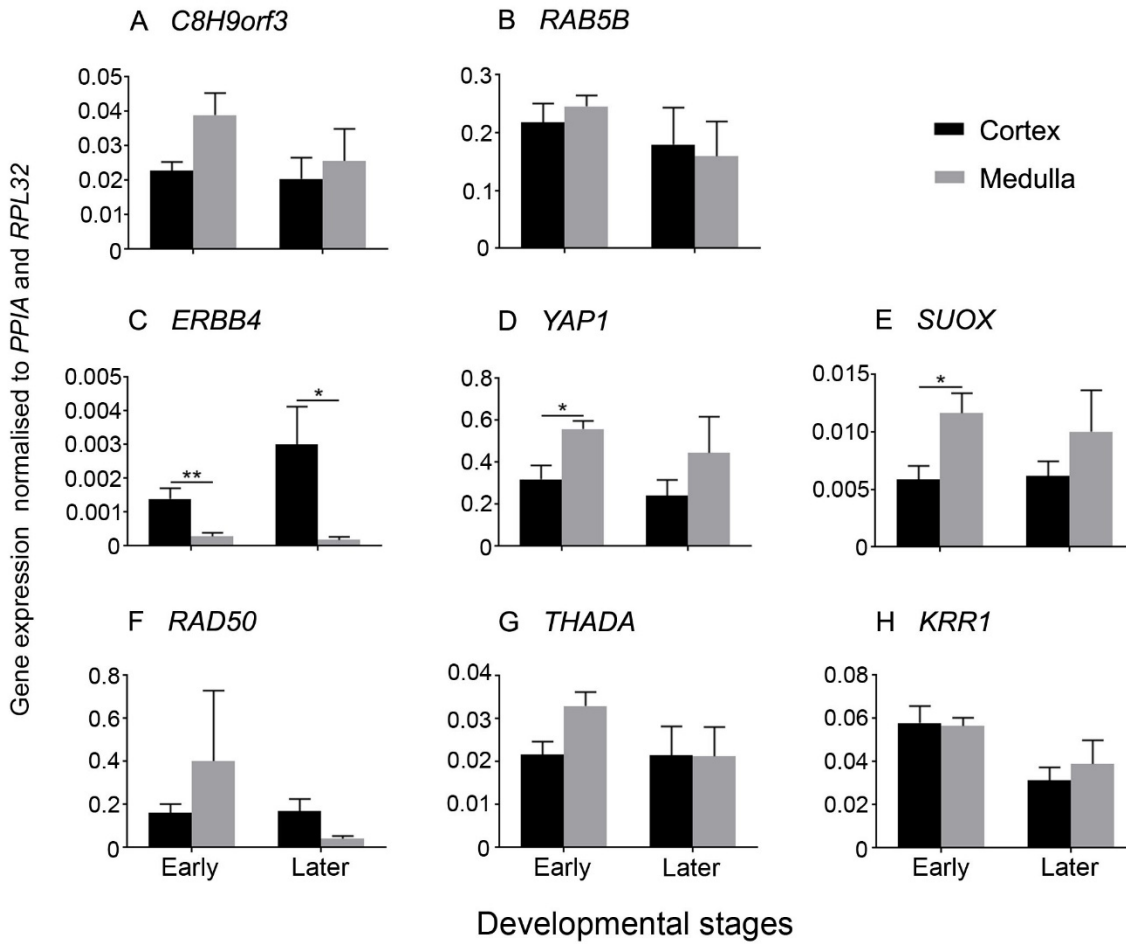 A C8H9orf3
0.05
0.04
0.03
0.02
0.01
0
B RAB5B
0.3
0.2
0.1
0
Cortex
Medulla
Gene expression normalised to PPIA and RPL32
C ERBB4
0.005
0.004
0.003
0.002
0.001
0
**
*
D YAP1
0.8
0.6
0.4
0.2
0
*
E SUOX
0.015
0.010
0.005
0
*
F RAD50
0.8
0.6
0.4
0.2
0
Early Later
G THADA
0.04
0.03
0.02
0.01
0
Early Later
H KRR1
0.08
0.06
0.04
0.02
0
Early Later
Developmental stages